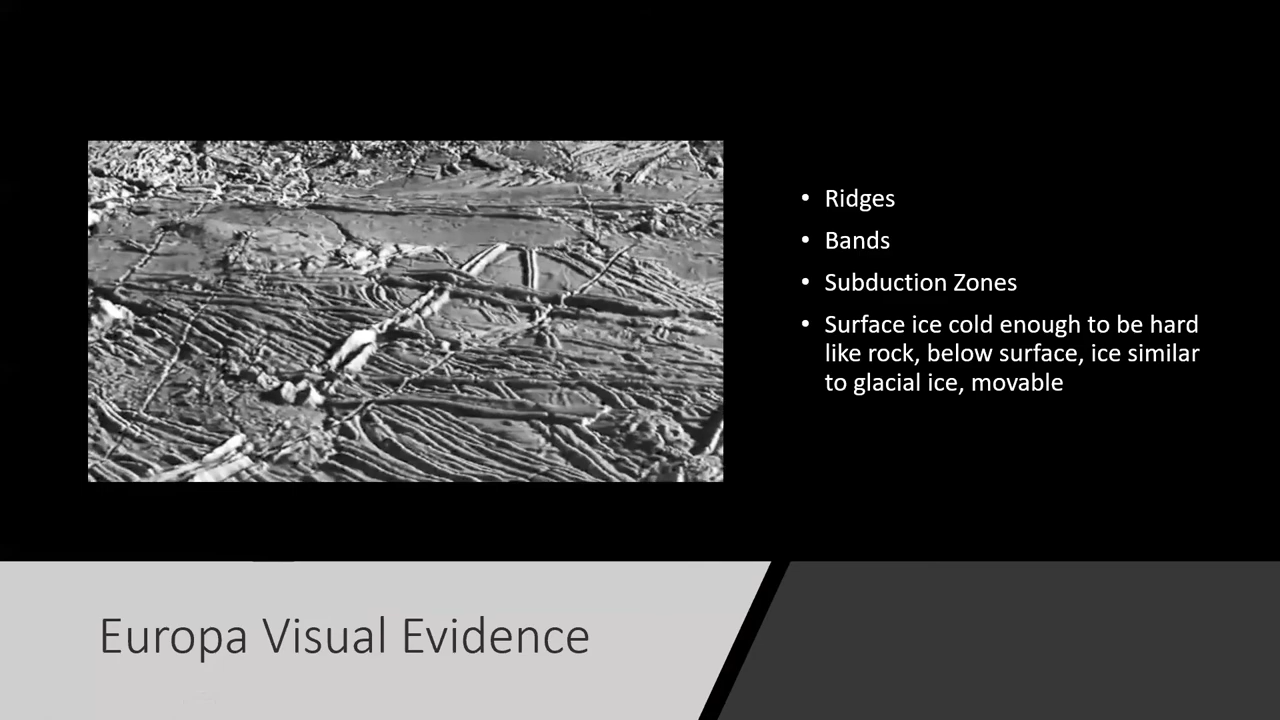 • Ridges
• Bands
• Subduction Zones
• Surface ice cold enough to be hard
like rock, below surface, ice similar
to glacial ice, movable
Europa Visual Evidence